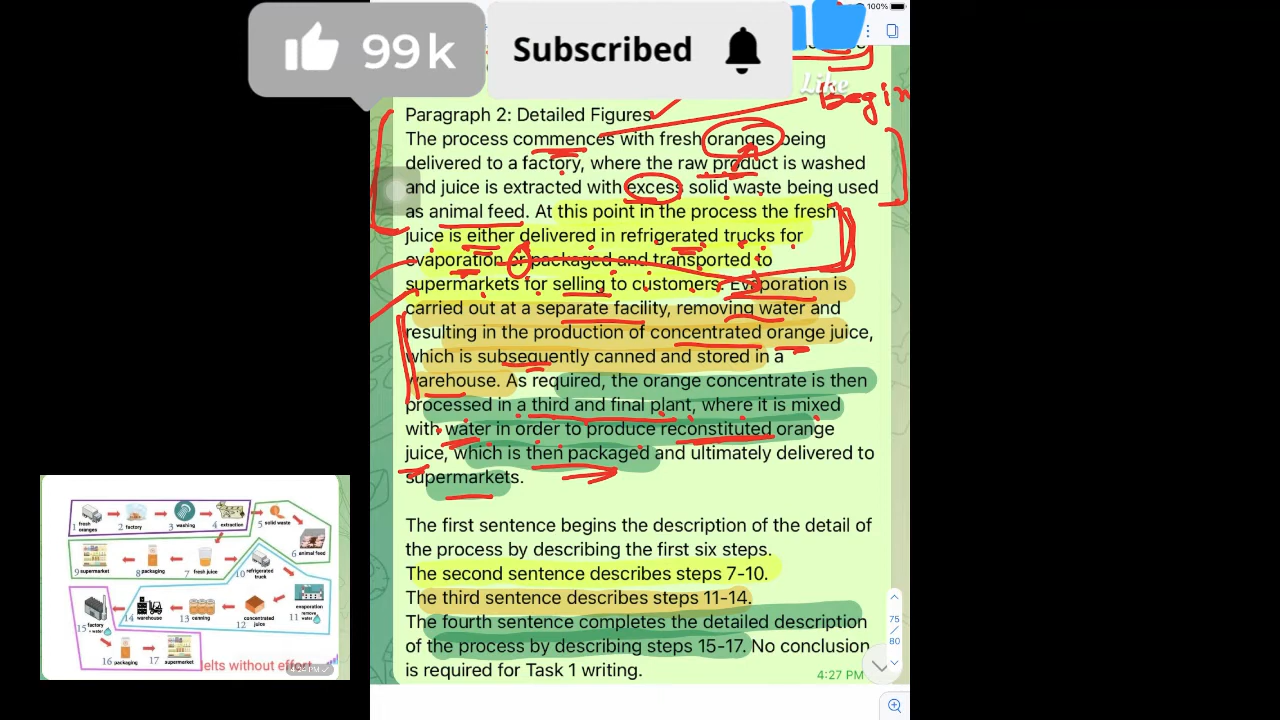 99k
Subscribed
100%
Like
Begin
Paragraph 2: Detailed Figures
The process commences with fresh oranges being
delivered to a factory, where the raw product is washed
and juice is extracted with excess solid waste being used
as animal feed. At this point in the process the fresh
juice is either delivered in refrigerated trucks for
evaporation or packaged and transported to
supermarkets for selling to customers. Evaporation is
carried out at a separate facility, removing water and
resulting in the production of concentrated orange juice,
which is subsequently canned and stored in a
warehouse. As required, the orange concentrate is then
processed in a third and final plant, where it is mixed
with water in order to produce reconstituted orange
juice, which is then packaged and ultimately delivered to
supermarkets.
The first sentence begins the description of the detail of
the process by describing the first six steps.
The second sentence describes steps 7-10.
The third sentence describes steps 11-14.
The fourth sentence completes the detailed description
of the process by describing steps 15-17. No conclusion
is required for Task 1 writing.
4:27 PM
75
/
80
1 fresh oranges
2 factory
3 washing
4 extraction
5 solid waste
6 animal feed
9 supermarket
8 packaging
7 fresh juice
10 refrigerated truck
11 evaporation remove water
12 concentrated juice
13 canning
14 warehouse
15 factory + water
16 packaging
17 supermarket
Ielts without effort